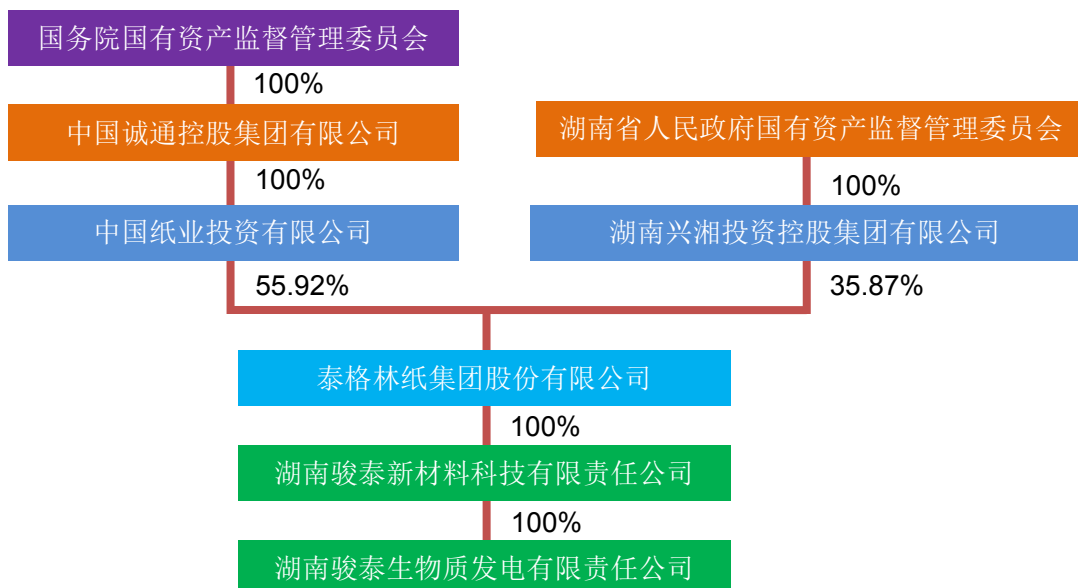 国务院国有资产监督管理委员会
100%
中国诚通控股集团有限公司
湖南省人民政府国有资产监督管理委员会
100%
100%
中国纸业投资有限公司
湖南兴湘投资控股集团有限公司
55.92%
35.87%
泰格林纸集团股份有限公司
100%
湖南骏泰新材料科技有限责任公司
100%
湖南骏泰生物质发电有限责任公司